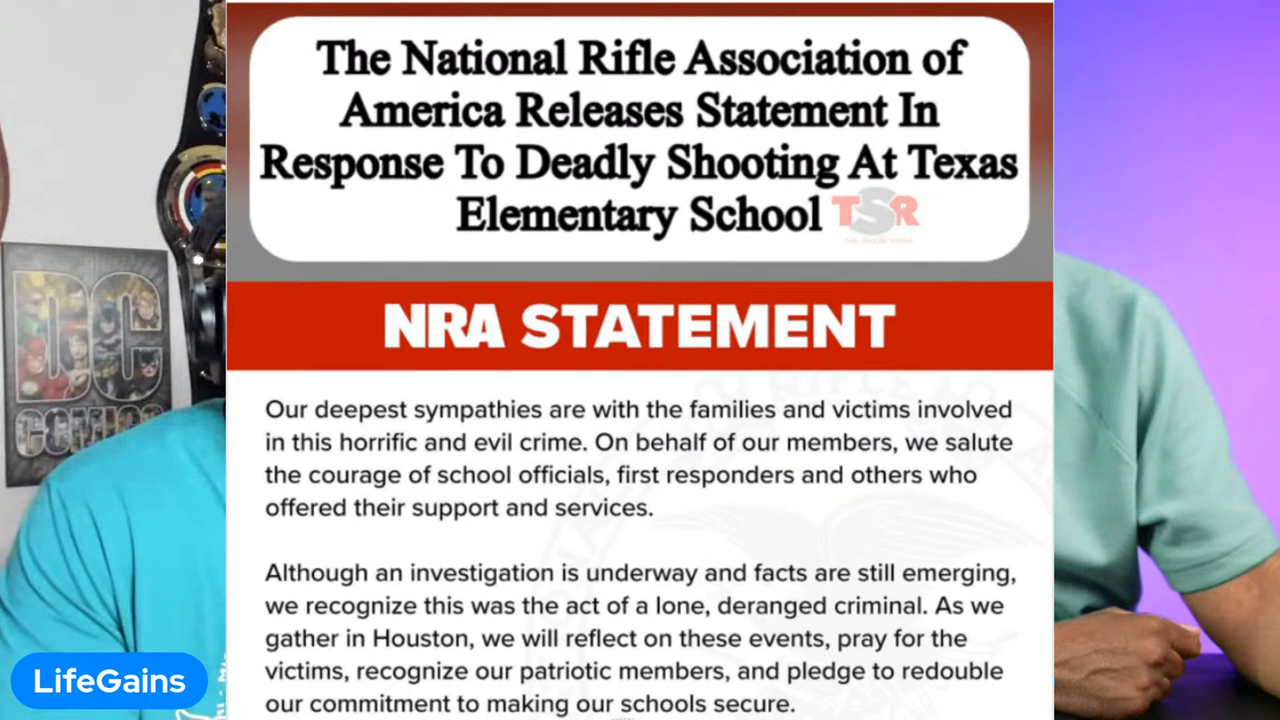 The National Rifle Association of
America Releases Statement In
Response To Deadly Shooting At Texas
Elementary School TSR
NRA STATEMENT
Our deepest sympathies are with the families and victims involved
in this horrific and evil crime. On behalf of our members, we salute
the courage of school officials, first responders and others who
offered their support and services.
Although an investigation is underway and facts are still emerging,
we recognize this was the act of a lone, deranged criminal. As we
gather in Houston, we will reflect on these events, pray for the
victims, recognize our patriotic members, and pledge to redouble
our commitment to making our schools secure.
DC
COMICS
LifeGains